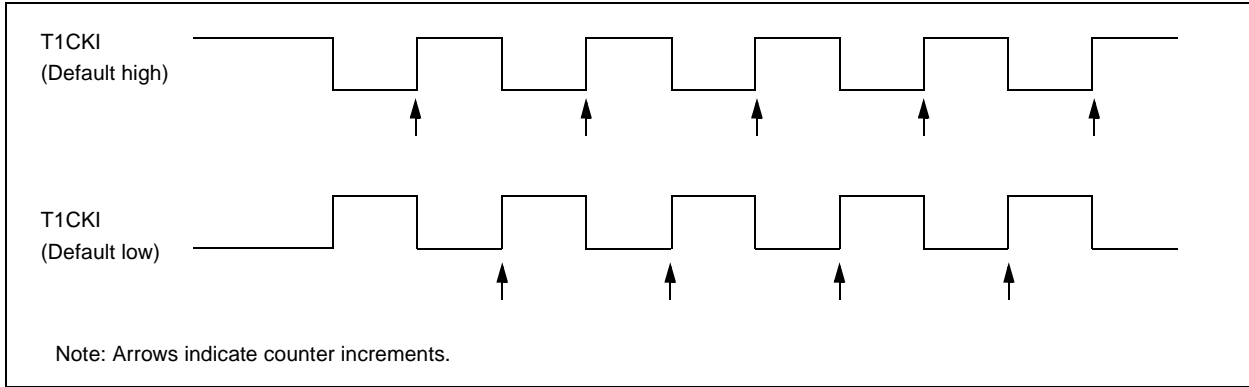 T1CKI
(Default high)
T1CKI
(Default low)
Note: Arrows indicate counter increments.